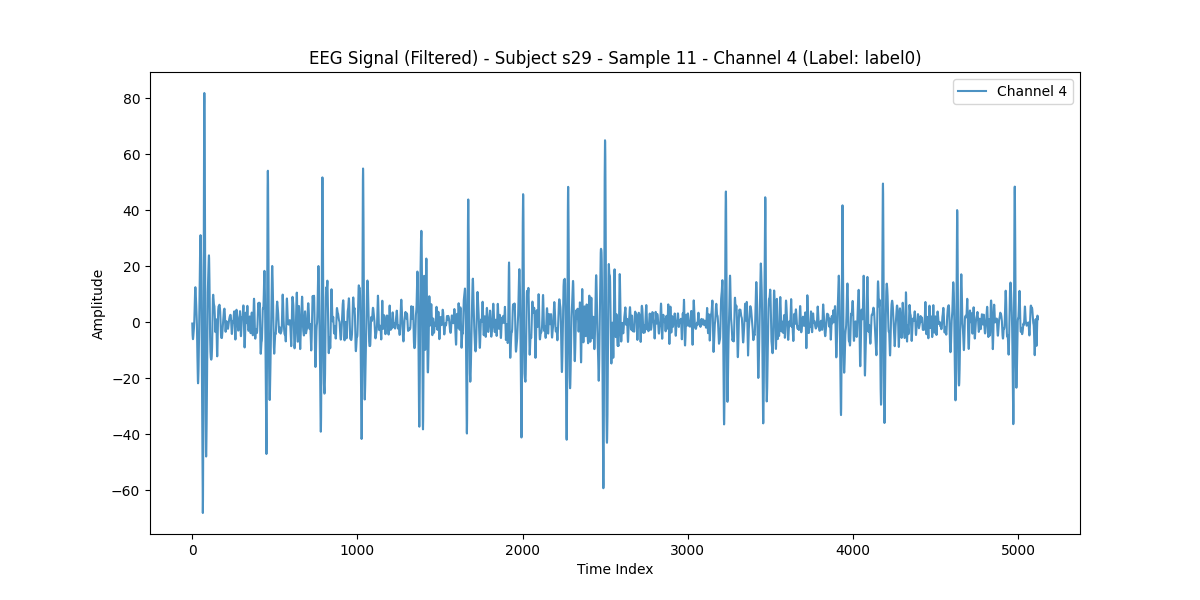 EEG Signal (Filtered) - Subject s29 - Sample 11 - Channel 4 (Label: label0)
Channel 4
80
60
40
20
0
−20
−40
−60
Amplitude
0 1000 2000 3000 4000 5000
Time Index